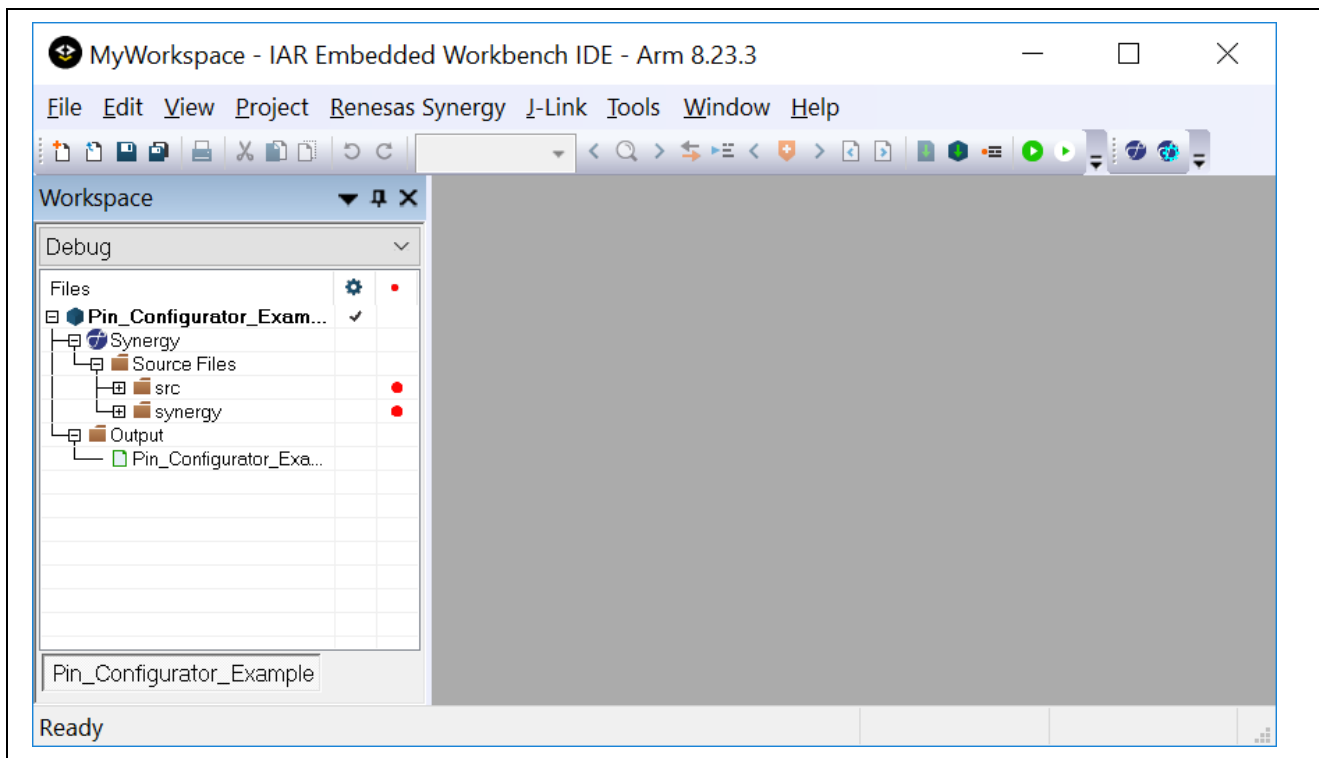 MyWorkspace - IAR Embedded Workbench IDE - Arm 8.23.3
File Edit View Project Renesas Synergy J-Link Tools Window Help
Workspace
Debug
Files
Pin_Configurator_Exam...
Synergy
Source Files
src
synergy
Output
Pin_Configurator_Exa...
Pin_Configurator_Example
Ready